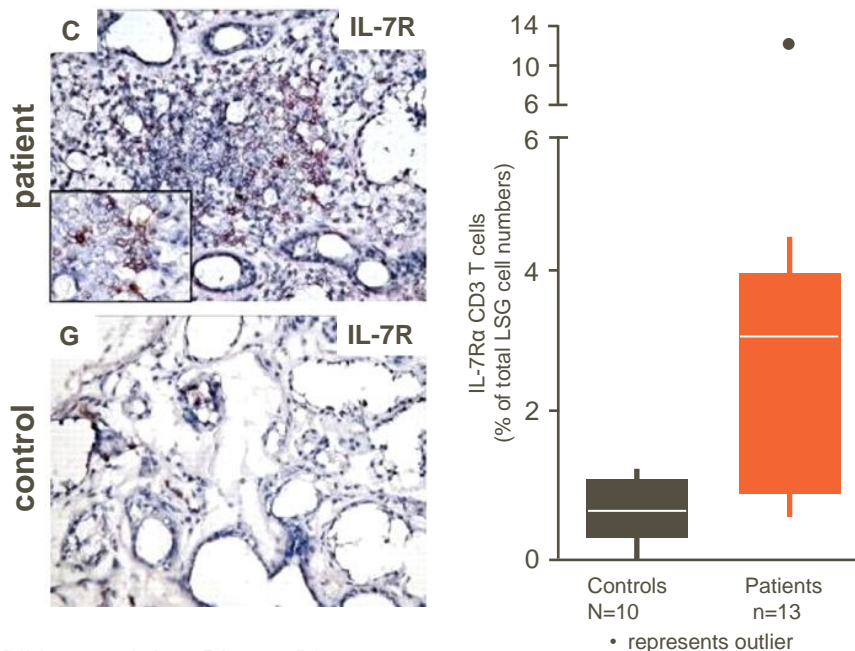 C
IL-7R
patient
G
IL-7R
control
14
10
6
6
4
2
0
IL-7Rα CD3 T cells
(% of total LSG cell numbers)
Controls
N=10
Patients
n=13
• represents outlier